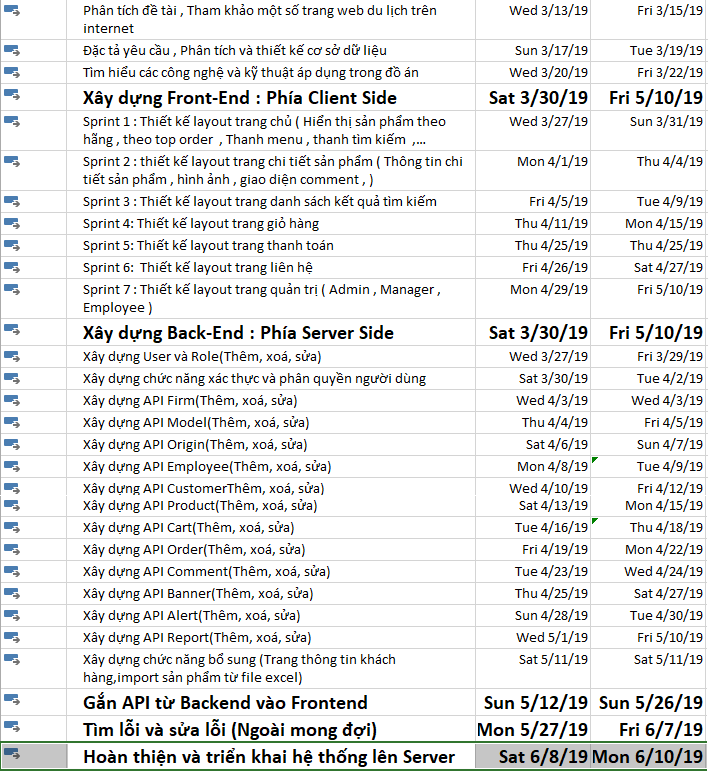 Phân tích đề tài , Tham khảo một số trang web du lịch trên Wed 3/13/19 Fri 3/15/19
internet
Đặc tả yêu cầu , Phân tích và thiết kế cơ sở dữ liệu Sun 3/17/19 Tue 3/19/19
Tìm hiểu các công nghệ và kỹ thuật áp dụng trong đồ án Wed 3/20/19 Fri 3/22/19
Xây dựng Front-End : Phía Client Side Sat 3/30/19 Fri 5/10/19
Sprint 1 : Thiết kế layout trang chủ ( Hiển thị sản phẩm theo Wed 3/27/19 Sun 3/31/19
hãng , theo top order , Thanh menu , thanh tìm kiếm ,...
Sprint 2 : thiết kế layout trang chi tiết sản phẩm ( Thông tin chi Mon 4/1/19 Thu 4/4/19
tiết sản phẩm , hình ảnh , giao diện comment , )
Sprint 3 : Thiết kế layout trang danh sách kết quả tìm kiếm Fri 4/5/19 Tue 4/9/19
Sprint 4: Thiết kế layout trang giỏ hàng Thu 4/11/19 Mon 4/15/19
Sprint 5: Thiết kế layout trang thanh toán Thu 4/25/19 Thu 4/25/19
Sprint 6: Thiết kế layout trang liên hệ Fri 4/26/19 Sat 4/27/19
Sprint 7 : Thiết kế layout trang quản trị ( Admin , Manager , Mon 4/29/19 Fri 5/10/19
Employee )
Xây dựng Back-End : Phía Server Side Sat 3/30/19 Fri 5/10/19
Xây dựng User và Role(Thêm, xoá, sửa) Wed 3/27/19 Fri 3/29/19
Xây dựng chức năng xác thực và phân quyền người dùng Sat 3/30/19 Tue 4/2/19
Xây dựng API Firm(Thêm, xoá, sửa) Wed 4/3/19 Wed 4/3/19
Xây dựng API Model(Thêm, xoá, sửa) Thu 4/4/19 Fri 4/5/19
Xây dựng API Origin(Thêm, xoá, sửa) Sat 4/6/19 Sun 4/7/19
Xây dựng API Employee(Thêm, xoá, sửa) Mon 4/8/19 Tue 4/9/19
Xây dựng API CustomerThêm, xoá, sửa) Wed 4/10/19 Fri 4/12/19
Xây dựng API Product(Thêm, xoá, sửa) Sat 4/13/19 Mon 4/15/19
Xây dựng API Cart(Thêm, xoá, sửa) Tue 4/16/19 Thu 4/18/19
Xây dựng API Order(Thêm, xoá, sửa) Fri 4/19/19 Mon 4/22/19
Xây dựng API Comment(Thêm, xoá, sửa) Tue 4/23/19 Wed 4/24/19
Xây dựng API Banner(Thêm, xoá, sửa) Thu 4/25/19 Sat 4/27/19
Xây dựng API Alert(Thêm, xoá, sửa) Sun 4/28/19 Tue 4/30/19
Xây dựng API Report(Thêm, xoá, sửa) Wed 5/1/19 Fri 5/10/19
Xây dựng chức năng bổ sung (Trang thông tin khách Sat 5/11/19 Sat 5/11/19
hàng,import sản phẩm từ file excel)
Gắn API từ Backend vào Frontend Sun 5/12/19 Sun 5/26/19
Tìm lỗi và sửa lỗi (Ngoài mong đợi) Mon 5/27/19 Fri 6/7/19
Hoàn thiện và triển khai hệ thống lên Server Sat 6/8/19 Mon 6/10/19